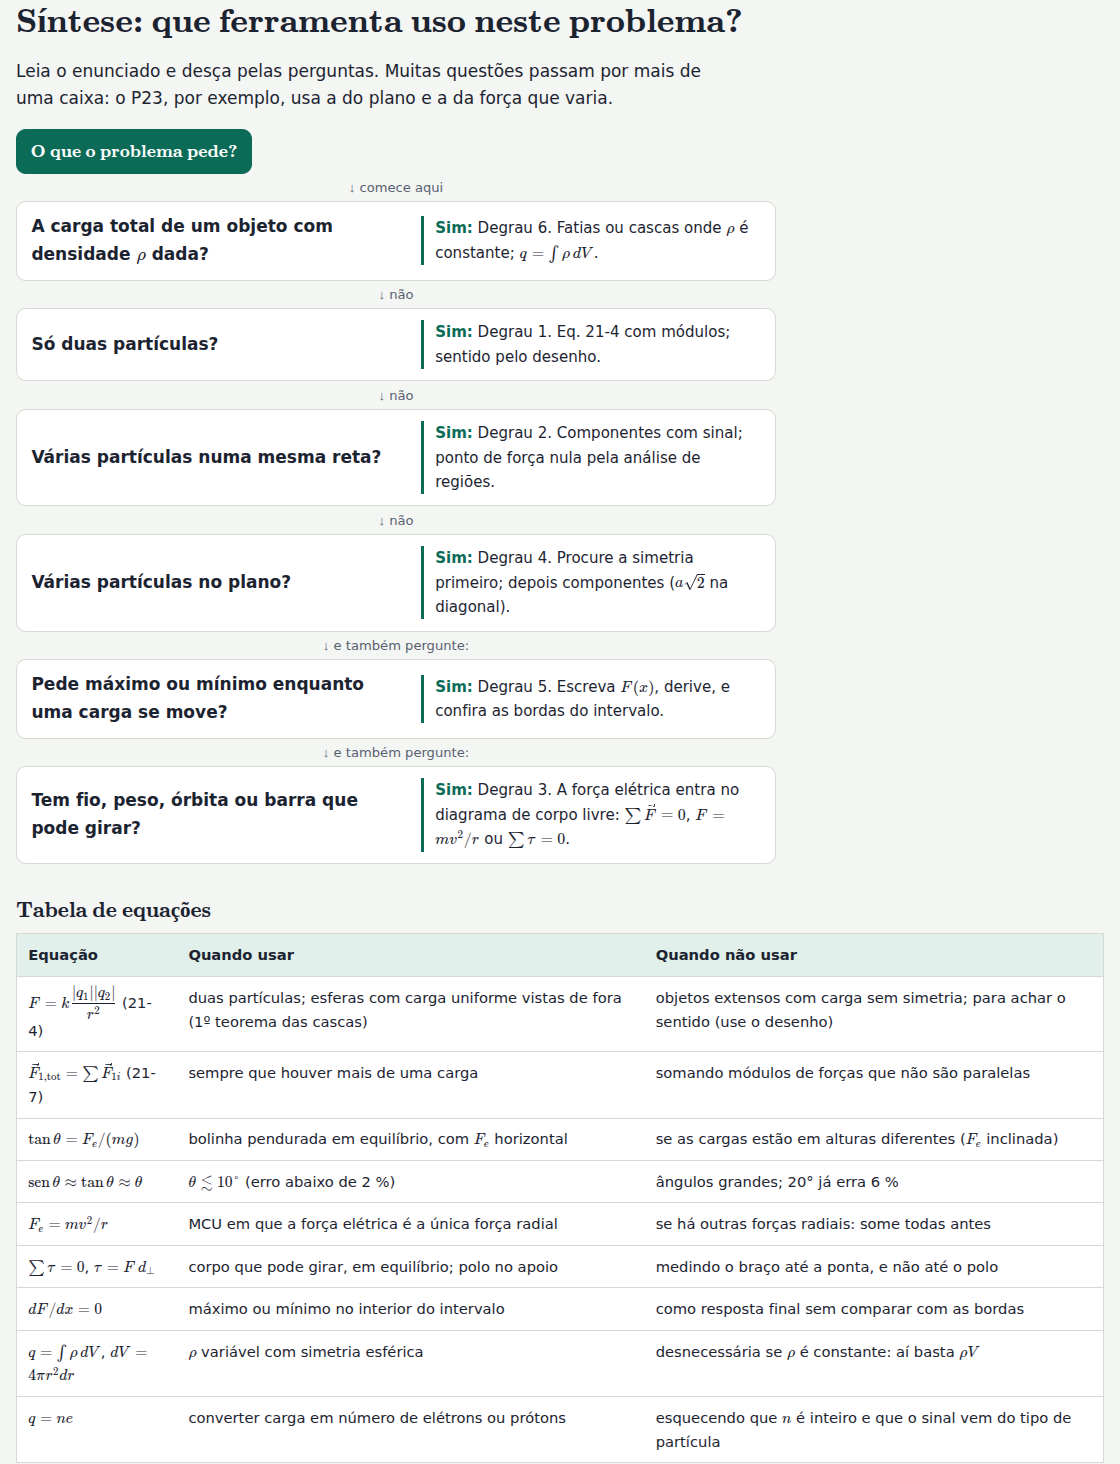 Síntese: que ferramenta uso neste problema?
Leia o enunciado e desça pelas perguntas. Muitas questões passam por mais de
uma caixa: o P23, por exemplo, usa a do plano e a da força que varia.
O que o problema pede?
↓ comece aqui
A carga total de um objeto com
densidade ρ dada?
Sim: Degrau 6. Fatias ou cascas onde ρ é
constante; q = ∫ ρ dV.
↓ não
Só duas partículas?
Sim: Degrau 1. Eq. 21-4 com módulos;
sentido pelo desenho.
↓ não
Várias partículas numa mesma reta?
Sim: Degrau 2. Componentes com sinal;
ponto de força nula pela análise de
regiões.
↓ não
Várias partículas no plano?
Sim: Degrau 4. Procure a simetria
primeiro; depois componentes (a√2 na
diagonal).
↓ e também pergunte:
Pede máximo ou mínimo enquanto
uma carga se move?
Sim: Degrau 5. Escreva F(x), derive, e
confira as bordas do intervalo.
↓ e também pergunte:
Tem fio, peso, órbita ou barra que
pode girar?
Sim: Degrau 3. A força elétrica entra no
diagrama de corpo livre: ∑ F⃗ = 0, F =
mv²/r ou ∑ τ = 0.
Tabela de equações
Equação Quando usar Quando não usar
F = k |q₁||q₂| / r² (21-
4)
duas partículas; esferas com carga uniforme vistas de fora
(1º teorema das cascas)
objetos extensos com carga sem simetria; para achar o
sentido (use o desenho)
F⃗₁,tot = ∑ F⃗₁ᵢ (21-
7)
sempre que houver mais de uma carga
somando módulos de forças que não são paralelas
tan θ = Fₑ/(mg)
bolinha pendurada em equilíbrio, com Fₑ horizontal
se as cargas estão em alturas diferentes (Fₑ inclinada)
sen θ ≈ tan θ ≈ θ
θ ≲ 10° (erro abaixo de 2 %)
ângulos grandes; 20° já erra 6 %
Fₑ = mv²/r
MCU em que a força elétrica é a única força radial
se há outras forças radiais: some todas antes
∑ τ = 0, τ = F d⊥
corpo que pode girar, em equilíbrio; polo no apoio
medindo o braço até a ponta, e não até o polo
dF/dx = 0
máximo ou mínimo no interior do intervalo
como resposta final sem comparar com as bordas
q = ∫ ρ dV, dV =
4πr²dr
ρ variável com simetria esférica
desnecessária se ρ é constante: aí basta ρV
q = ne
converter carga em número de elétrons ou prótons
esquecendo que n é inteiro e que o sinal vem do tipo de
partícula